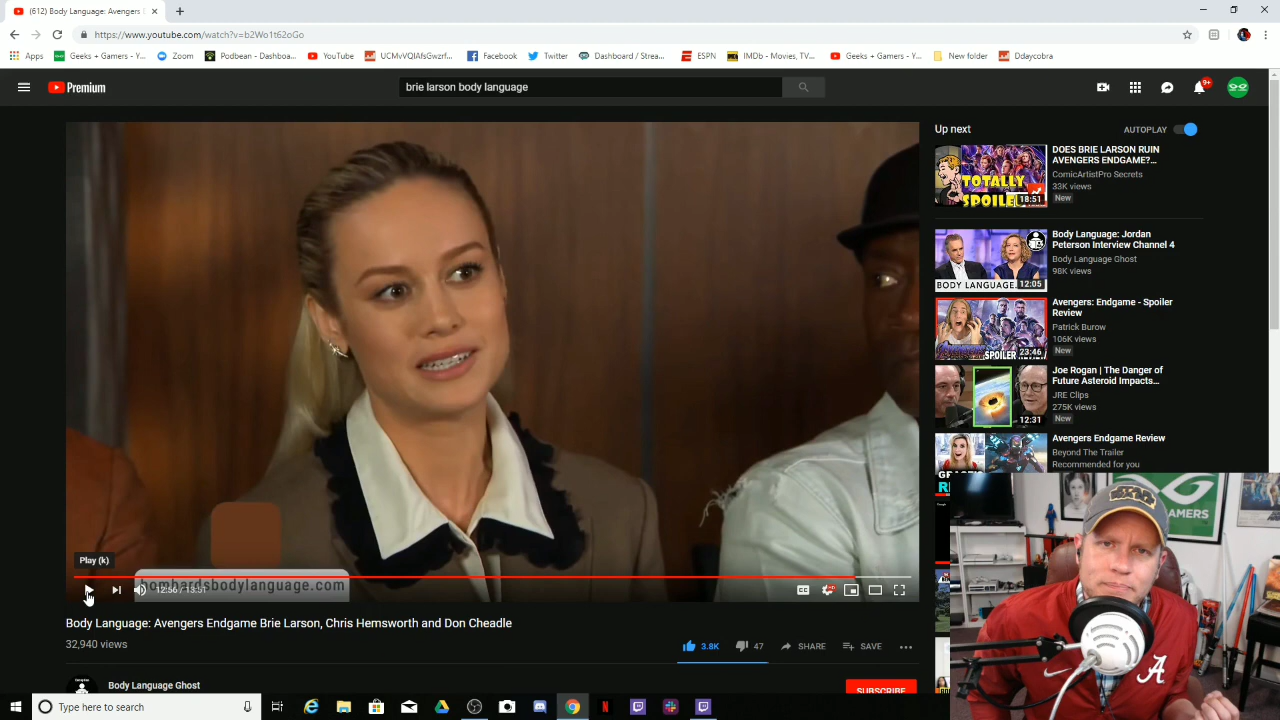 (612) Body Language: Avengers
https://www.youtube.com/watch?v=b2Wo1t62oGo
Apps
Geeks + Gamers - Y...
Zoom
Podbean - Dashboard
YouTube
UCMvVQIAfsGwzrf...
Facebook
Twitter
Dashboard / Strea...
ESPN
IMDb - Movies, TV...
Geeks + Gamers - Y...
New folder
Ddaycobra
Premium
brie larson body language
9+
Up next
AUTOPLAY
TOTALLY
SPOILE
18:51
DOES BRIE LARSON RUIN
AVENGERS ENDGAME?...
ComicArtistPro Secrets
33K views
New
BODY LANGUAGE:
12:05
Body Language: Jordan
Peterson Interview Channel 4
Body Language Ghost
98K views
SPOILER
23:46
Avengers: Endgame - Spoiler
Review
Patrick Burow
106K views
New
12:31
Joe Rogan | The Danger of
Future Asteroid Impacts...
JRE Clips
275K views
New
Avengers Endgame Review
Beyond The Trailer
Recommended for you
Play (k)
bombardsbodylanguage.com
12:56 / 13:51
CC
HD
Body Language: Avengers Endgame Brie Larson, Chris Hemsworth and Don Cheadle
32,940 views
3.8K
47
SHARE
SAVE
Body Language Ghost
SUBSCRIBE
AMERS
A
Type here to search